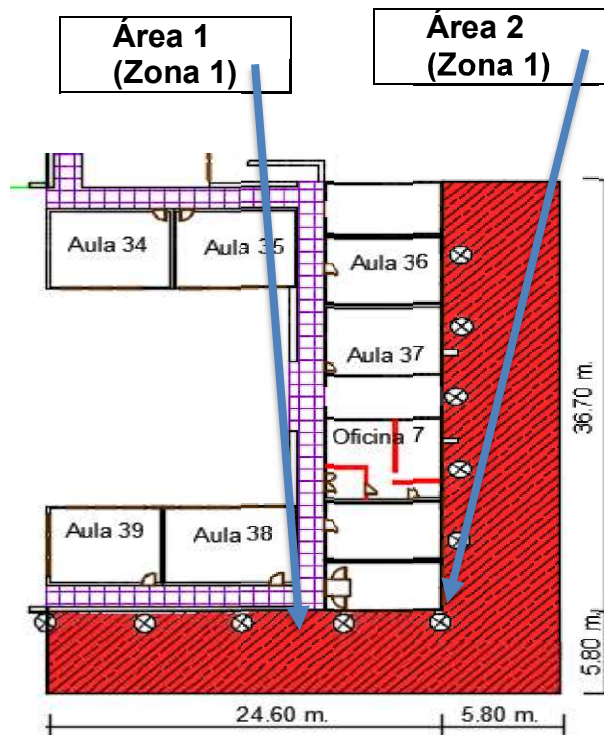 Área 1
(Zona 1)
Área 2
(Zona 1)
Aula 34
Aula 35
Aula 36
Aula 37
Oficina 7
Aula 39
Aula 38
36.70 m.
5.80 m.
24.60 m.
5.80 m.